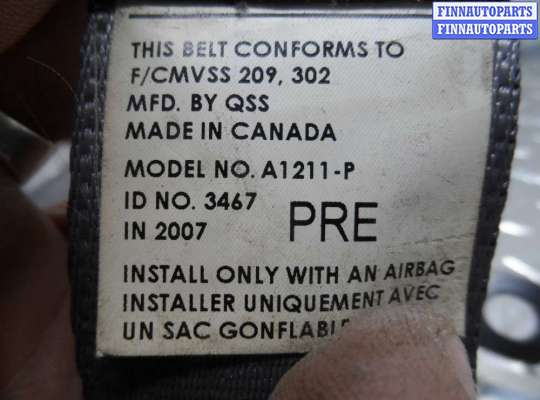 FINNAUTOPARTS
FINNAUTOPARTS
THIS BELT CONFORMS TO
F/CMVSS 209, 302
MFD. BY QSS
MADE IN CANADA
MODEL NO. A1211-P
ID NO. 3467
IN 2007 PRE
INSTALL ONLY WITH AN AIRBAG
INSTALLER UNIQUEMENT AVEC
UN SAC GONFLABLE